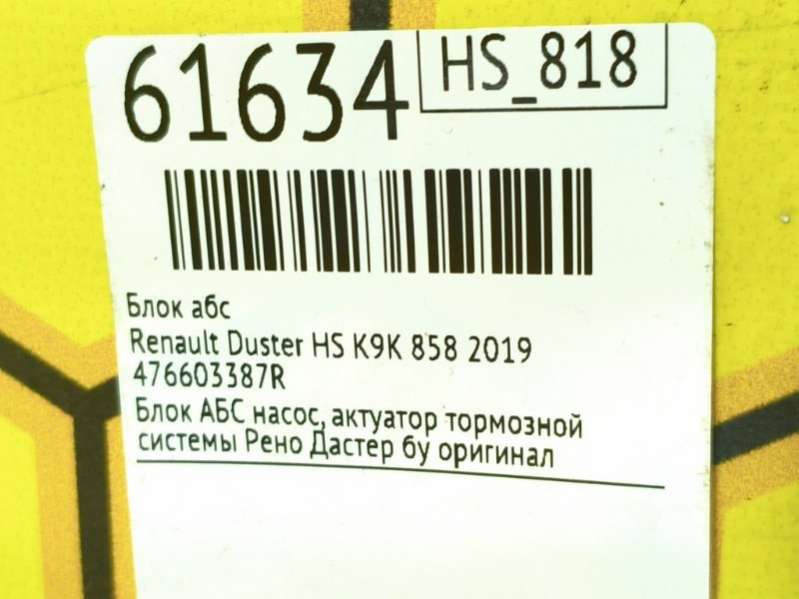 61634 HS_818
Блок абс
Renault Duster HS K9K 858 2019
476603387R
Блок АБС насос, актуатор тормозной
системы Рено Дастер бу оригинал